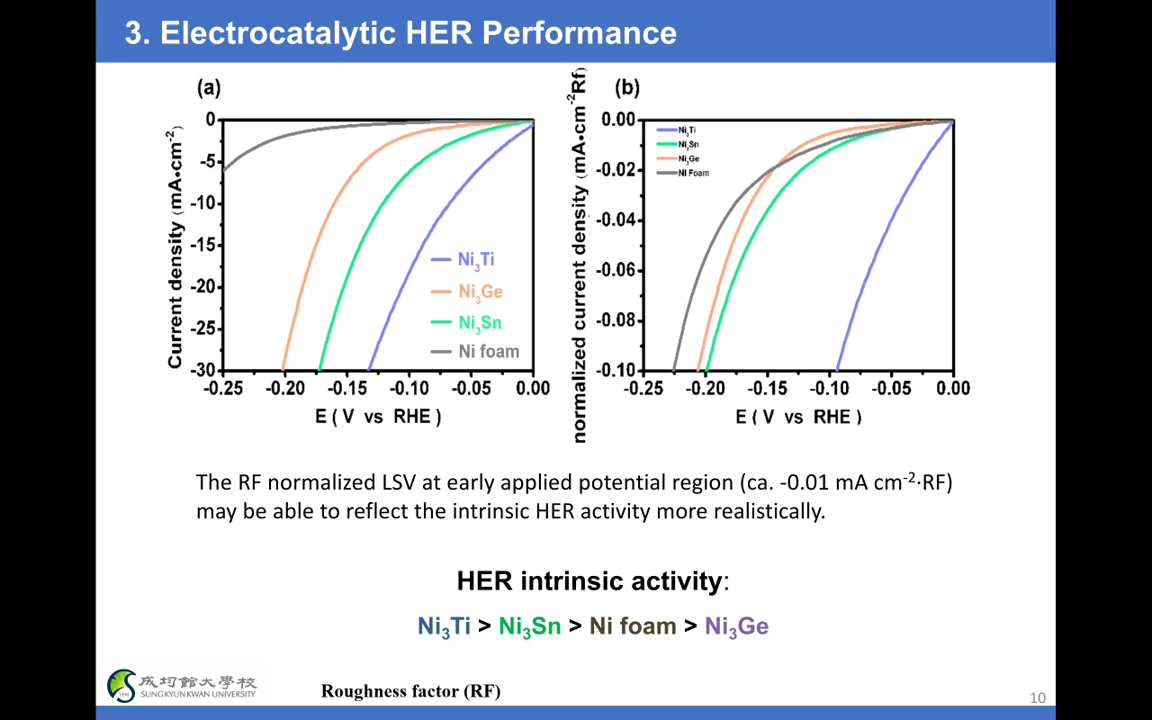 3. Electrocatalytic HER Performance
(a)
Current density (mA•cm-2)
0
-5
-10
-15
-20
-25
-30
-0.25 -0.20 -0.15 -0.10 -0.05 0.00
E ( V vs RHE )
Ni3Ti
Ni3Ge
Ni3Sn
Ni foam
(b)
normalized current density (mA•cm-2Rf)
0.00
-0.02
-0.04
-0.06
-0.08
-0.10
-0.25 -0.20 -0.15 -0.10 -0.05 0.00
E ( V vs RHE )
Ni3Ti
Ni3Sn
Ni3Ge
Ni Foam
The RF normalized LSV at early applied potential region (ca. -0.01 mA cm-2·RF)
may be able to reflect the intrinsic HER activity more realistically.
HER intrinsic activity:
Ni3Ti > Ni3Sn > Ni foam > Ni3Ge
成均館大學校
SUNGKYUNKWAN UNIVERSITY
Roughness factor (RF)
10